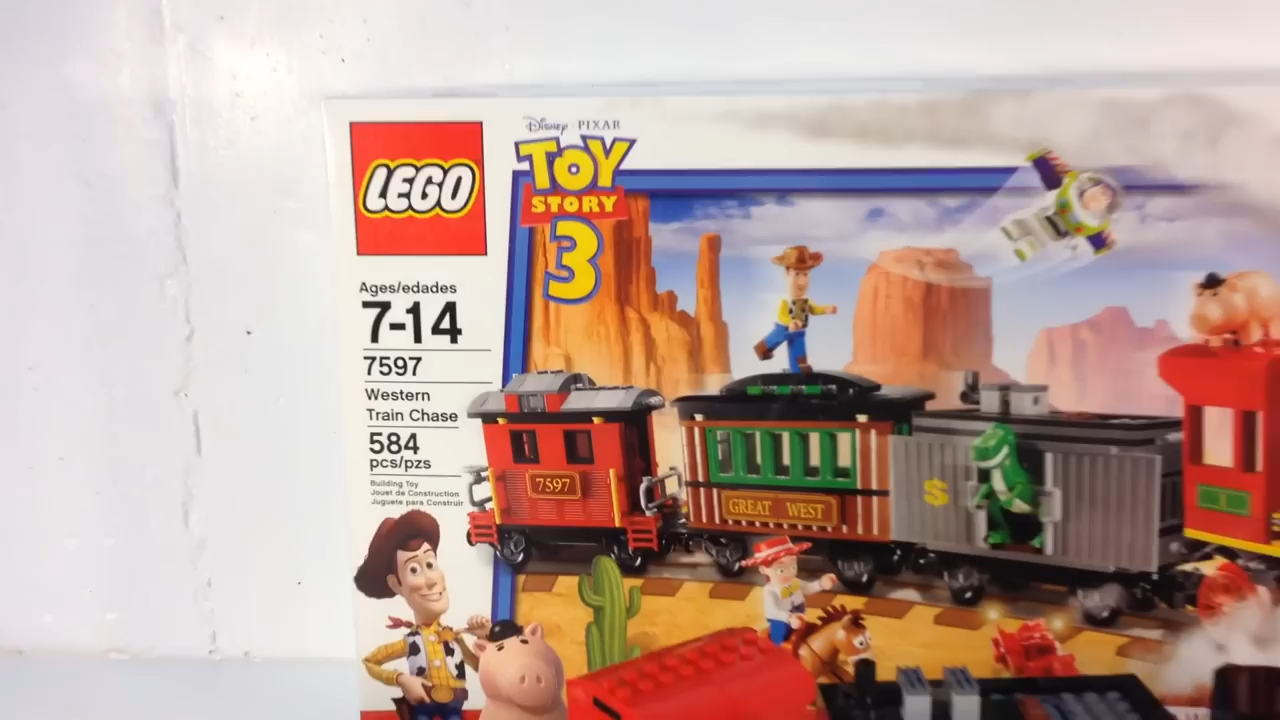 LEGO
Disney · PIXAR
TOY
STORY
3
Ages/edades
7-14
7597
Western
Train Chase
584
pcs/pzs
Building Toy
Jouet de Construction
Juguete para Construir
7597
GREAT WEST
$